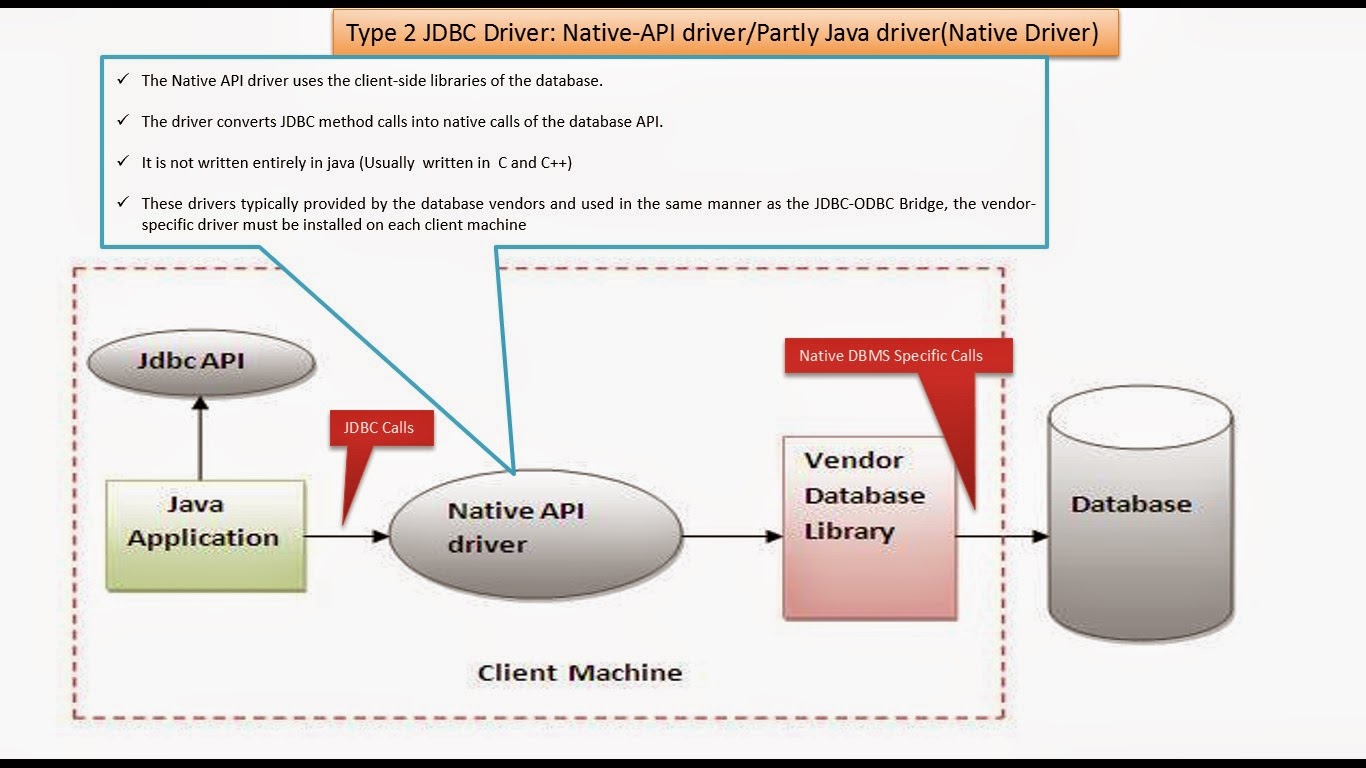 Type 2 JDBC Driver: Native-API driver/Partly Java driver(Native Driver)
✓ The Native API driver uses the client-side libraries of the database.
✓ The driver converts JDBC method calls into native calls of the database API.
✓ It is not written entirely in java (Usually written in C and C++)
✓ These drivers typically provided by the database vendors and used in the same manner as the JDBC-ODBC Bridge, the vendor-
specific driver must be installed on each client machine
Jdbc API
Native DBMS Specific Calls
JDBC Calls
Java
Application
Native API
driver
Vendor
Database
Library
Database
Client Machine